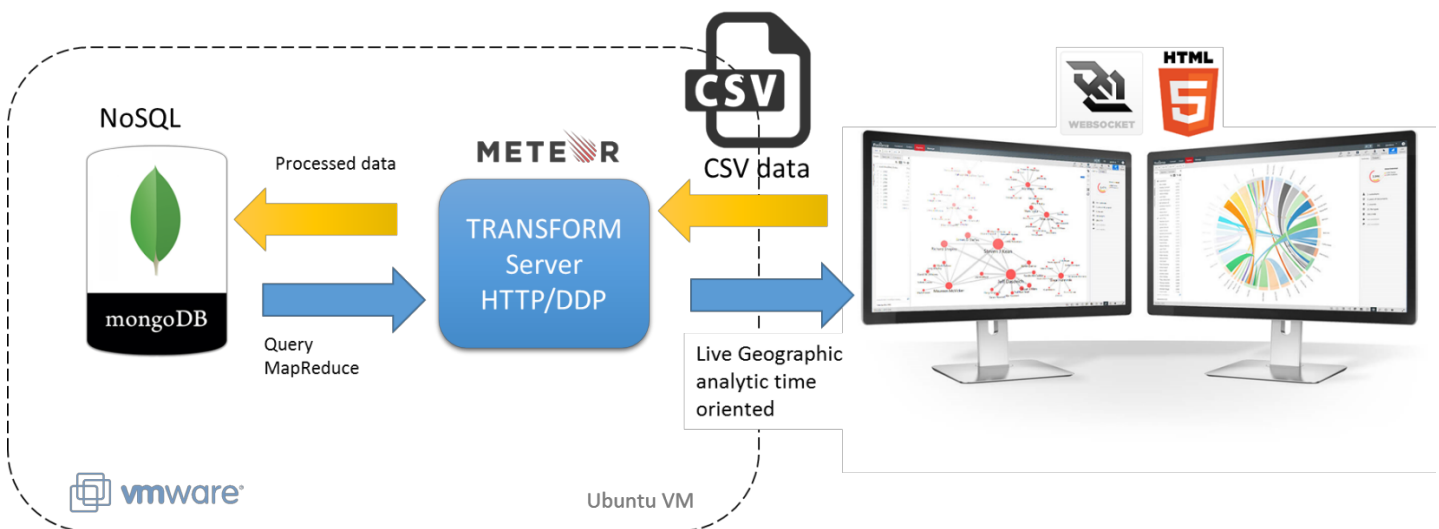 NoSQL
mongoDB
Processed data
Query
MapReduce
METEOR
TRANSFORM
Server
HTTP/DDP
CSV
CSV data
Live Geographic
analytic time
oriented
WEBSOCKET
HTML
5
vmware®
Ubuntu VM